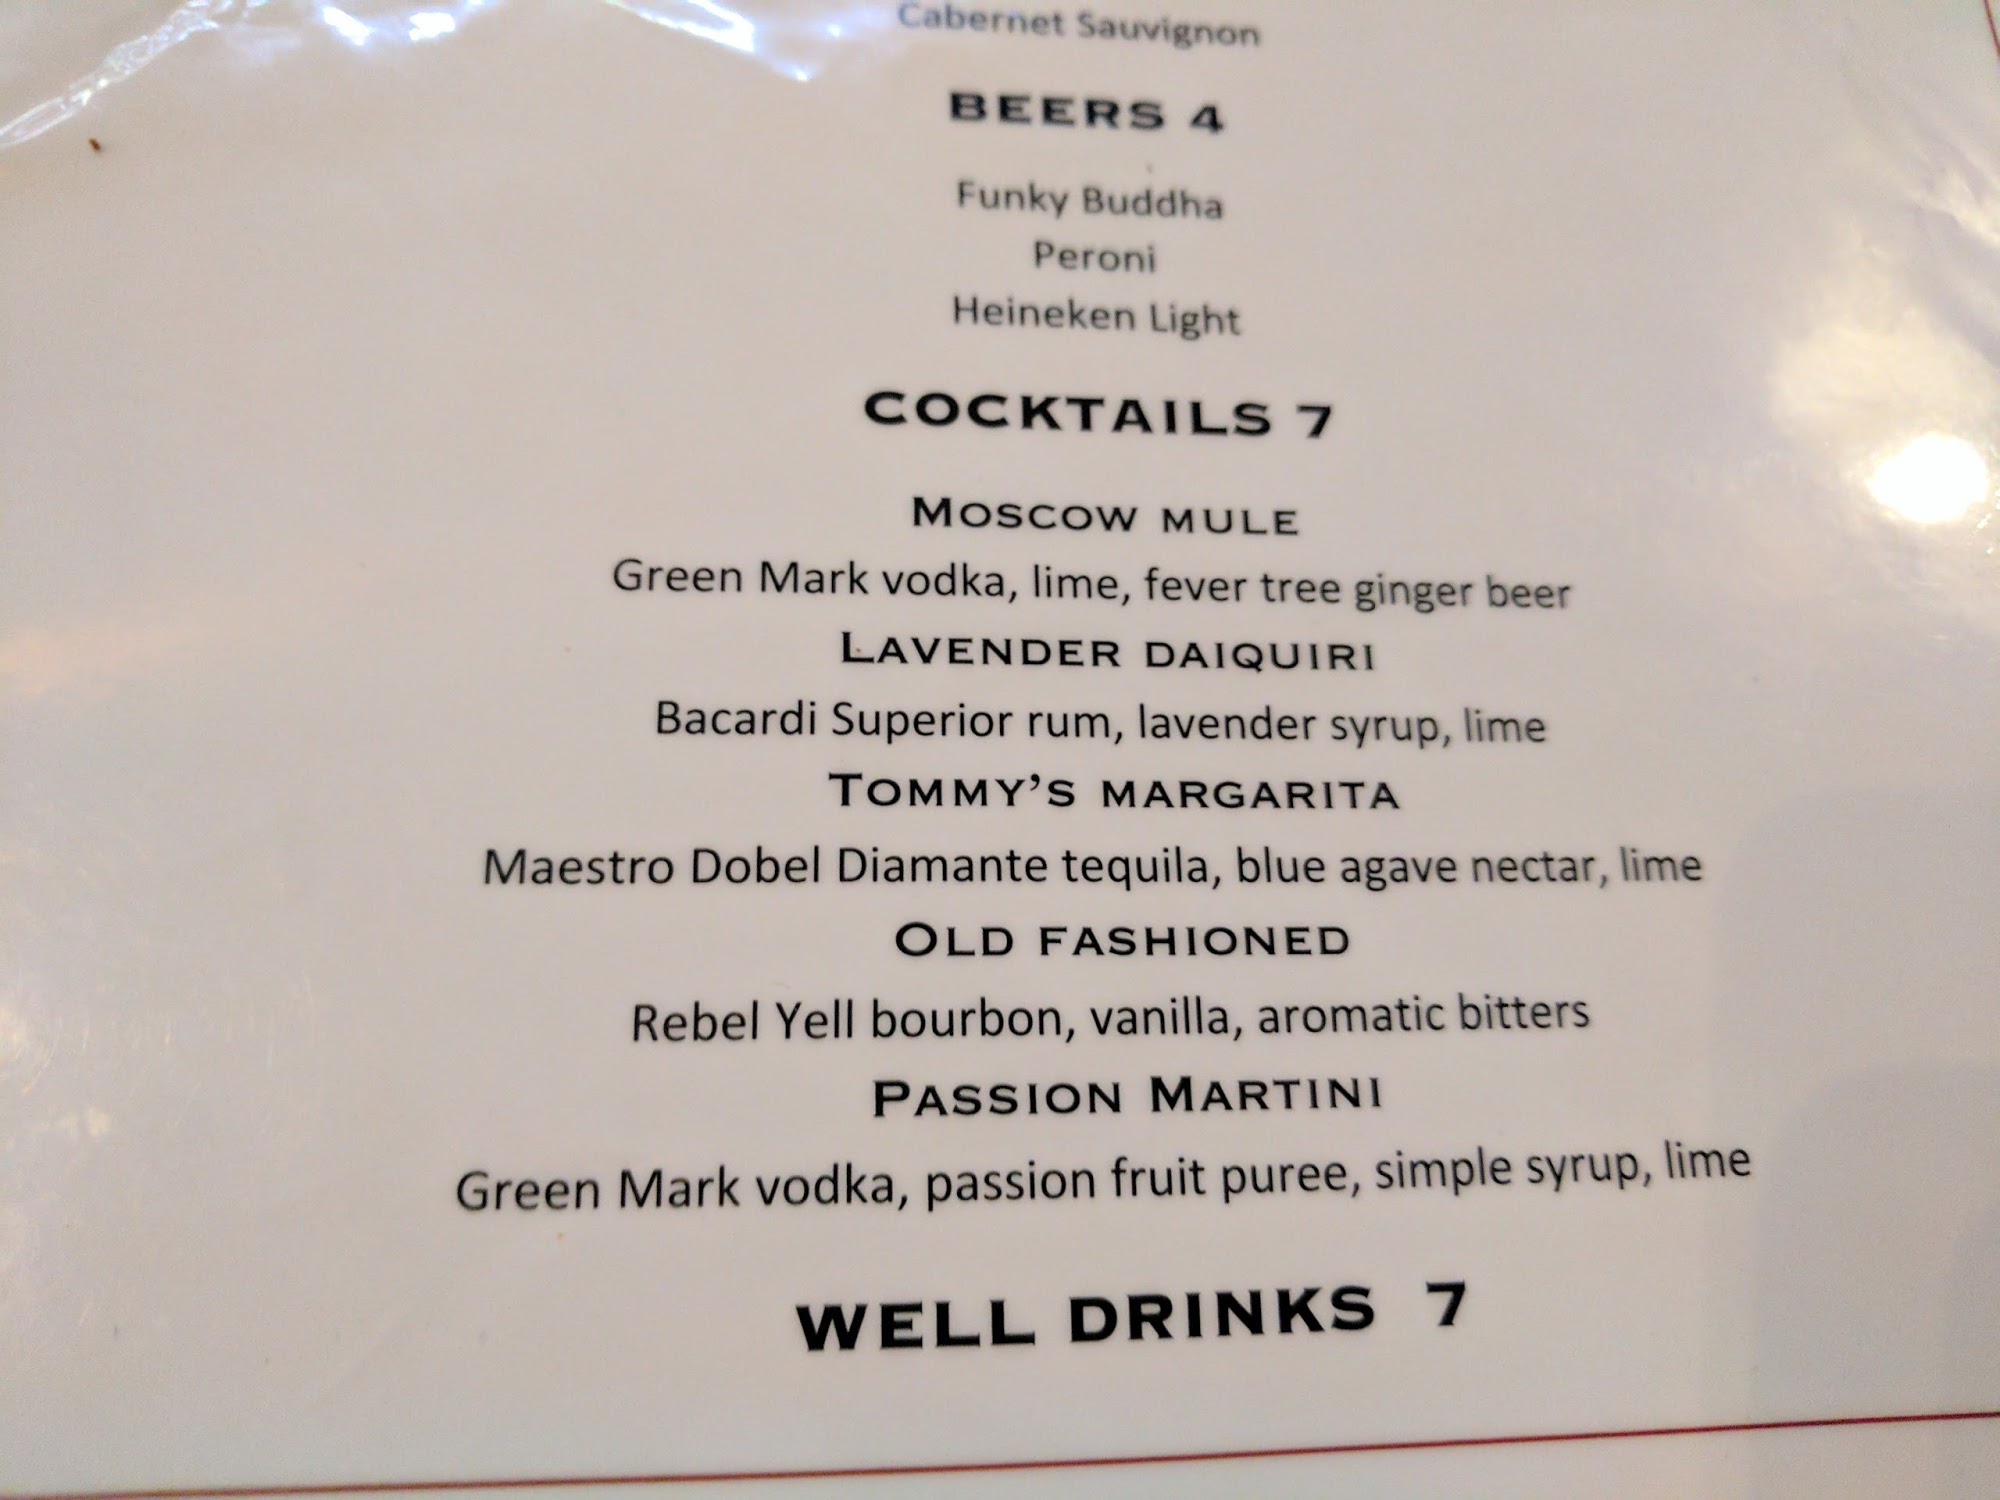 Cabernet Sauvignon
BEERS 4
Funky Buddha
Peroni
Heineken Light
COCKTAILS 7
MOSCOW MULE
Green Mark vodka, lime, fever tree ginger beer
LAVENDER DAIQUIRI
Bacardi Superior rum, lavender syrup, lime
TOMMY'S MARGARITA
Maestro Dobel Diamante tequila, blue agave nectar, lime
OLD FASHIONED
Rebel Yell bourbon, vanilla, aromatic bitters
PASSION MARTINI
Green Mark vodka, passion fruit puree, simple syrup, lime
WELL DRINKS 7